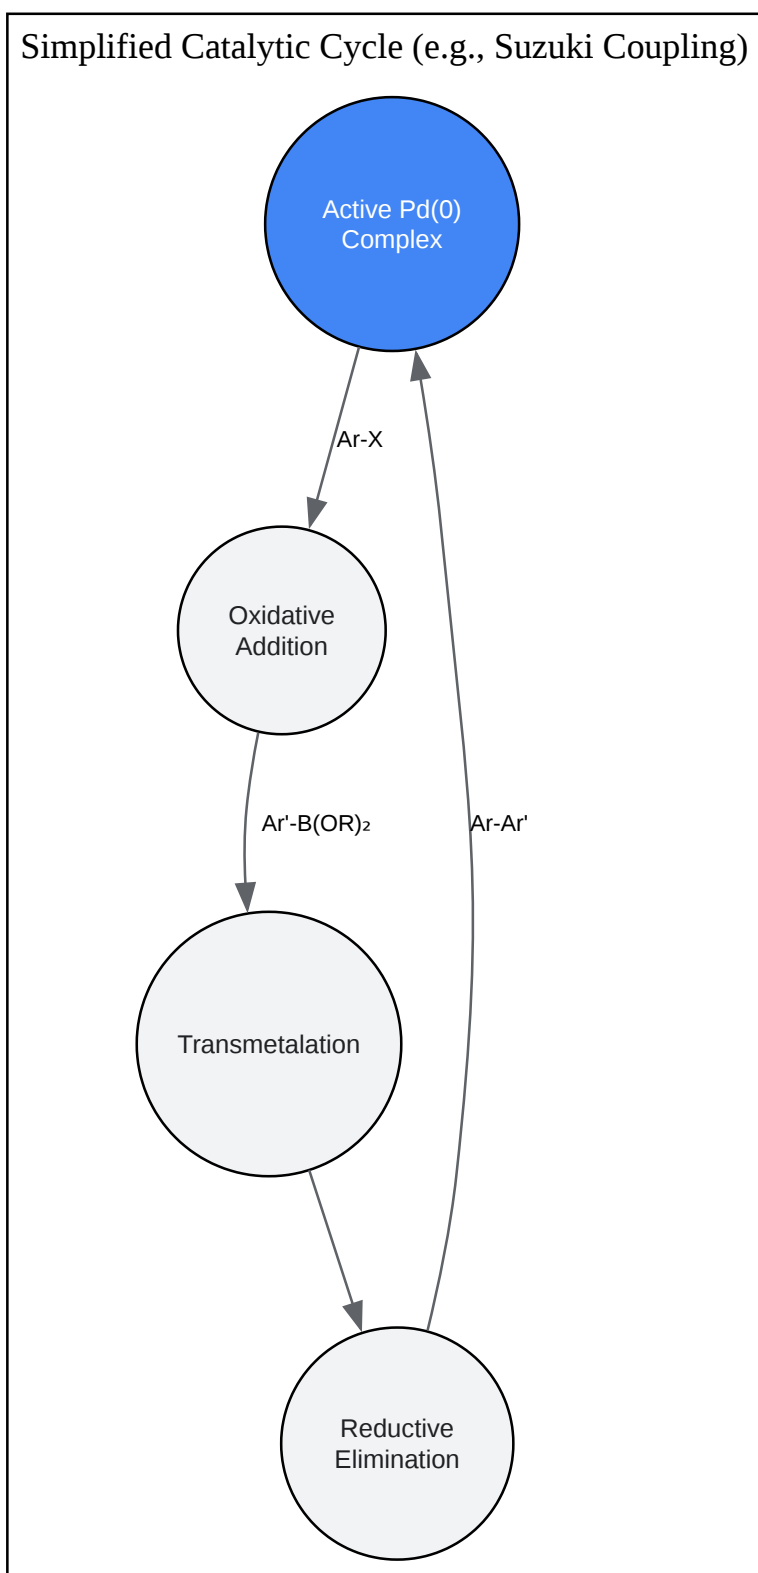 Simplified Catalytic Cycle (e.g., Suzuki Coupling)
Active Pd(0)
Complex
Ar-X
Oxidative
Addition
Ar'-B(OR)₂
Ar-Ar'
Transmetalation
Reductive
Elimination